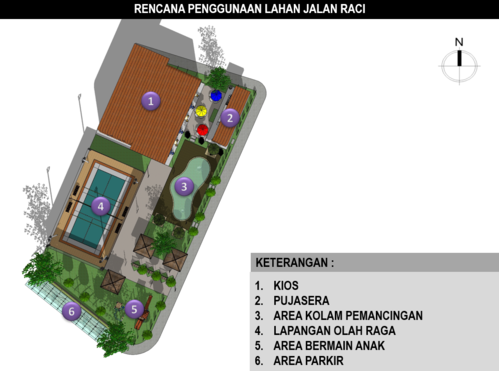 RENCANA PENGGUNAAN LAHAN JALAN RACI
N
1
2
3
4
5
6
KETERANGAN :
1. KIOS
2. PUJASERA
3. AREA KOLAM PEMANCINGAN
4. LAPANGAN OLAH RAGA
5. AREA BERMAIN ANAK
6. AREA PARKIR